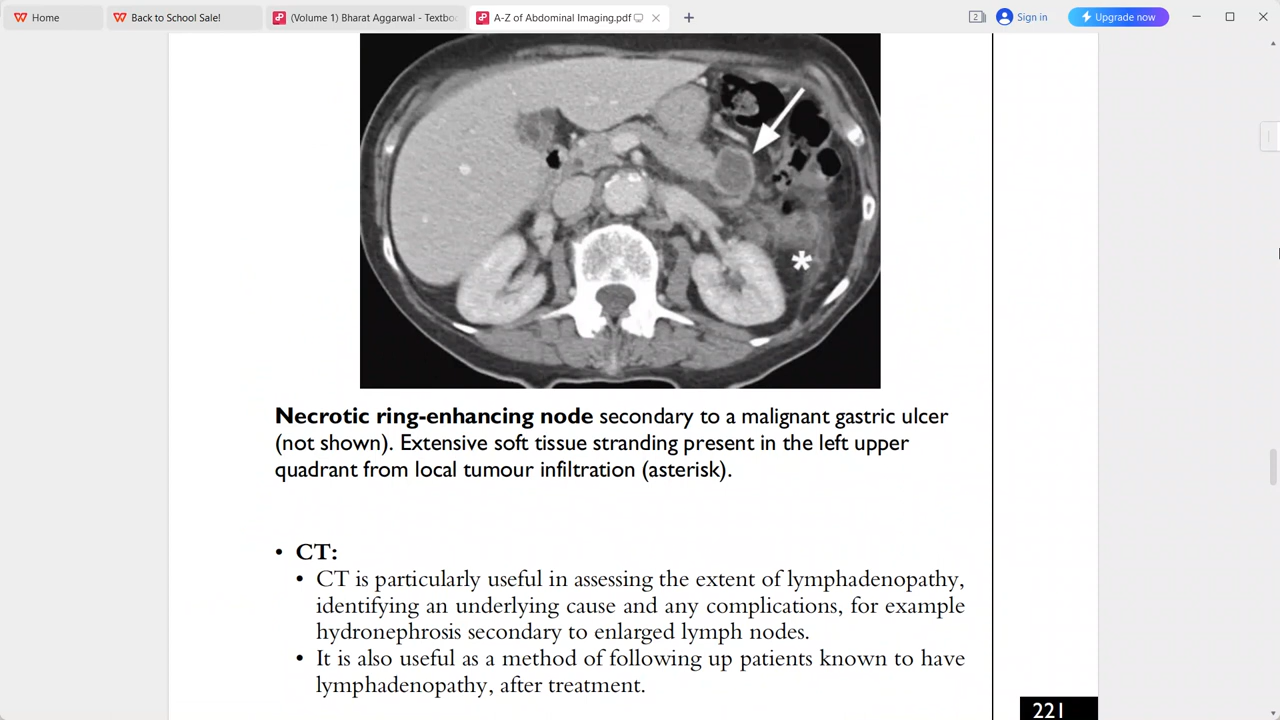 Home
Back to School Sale
(Volume 1) Bharat Aggarwal - Textbo
A-Z of Abdominal Imaging.pdf
2
Sign in
Upgrade now
*
Necrotic ring-enhancing node secondary to a malignant gastric ulcer
(not shown). Extensive soft tissue stranding present in the left upper
quadrant from local tumour infiltration (asterisk).
• CT:
• CT is particularly useful in assessing the extent of lymphadenopathy,
identifying an underlying cause and any complications, for example
hydronephrosis secondary to enlarged lymph nodes.
• It is also useful as a method of following up patients known to have
lymphadenopathy, after treatment.
221